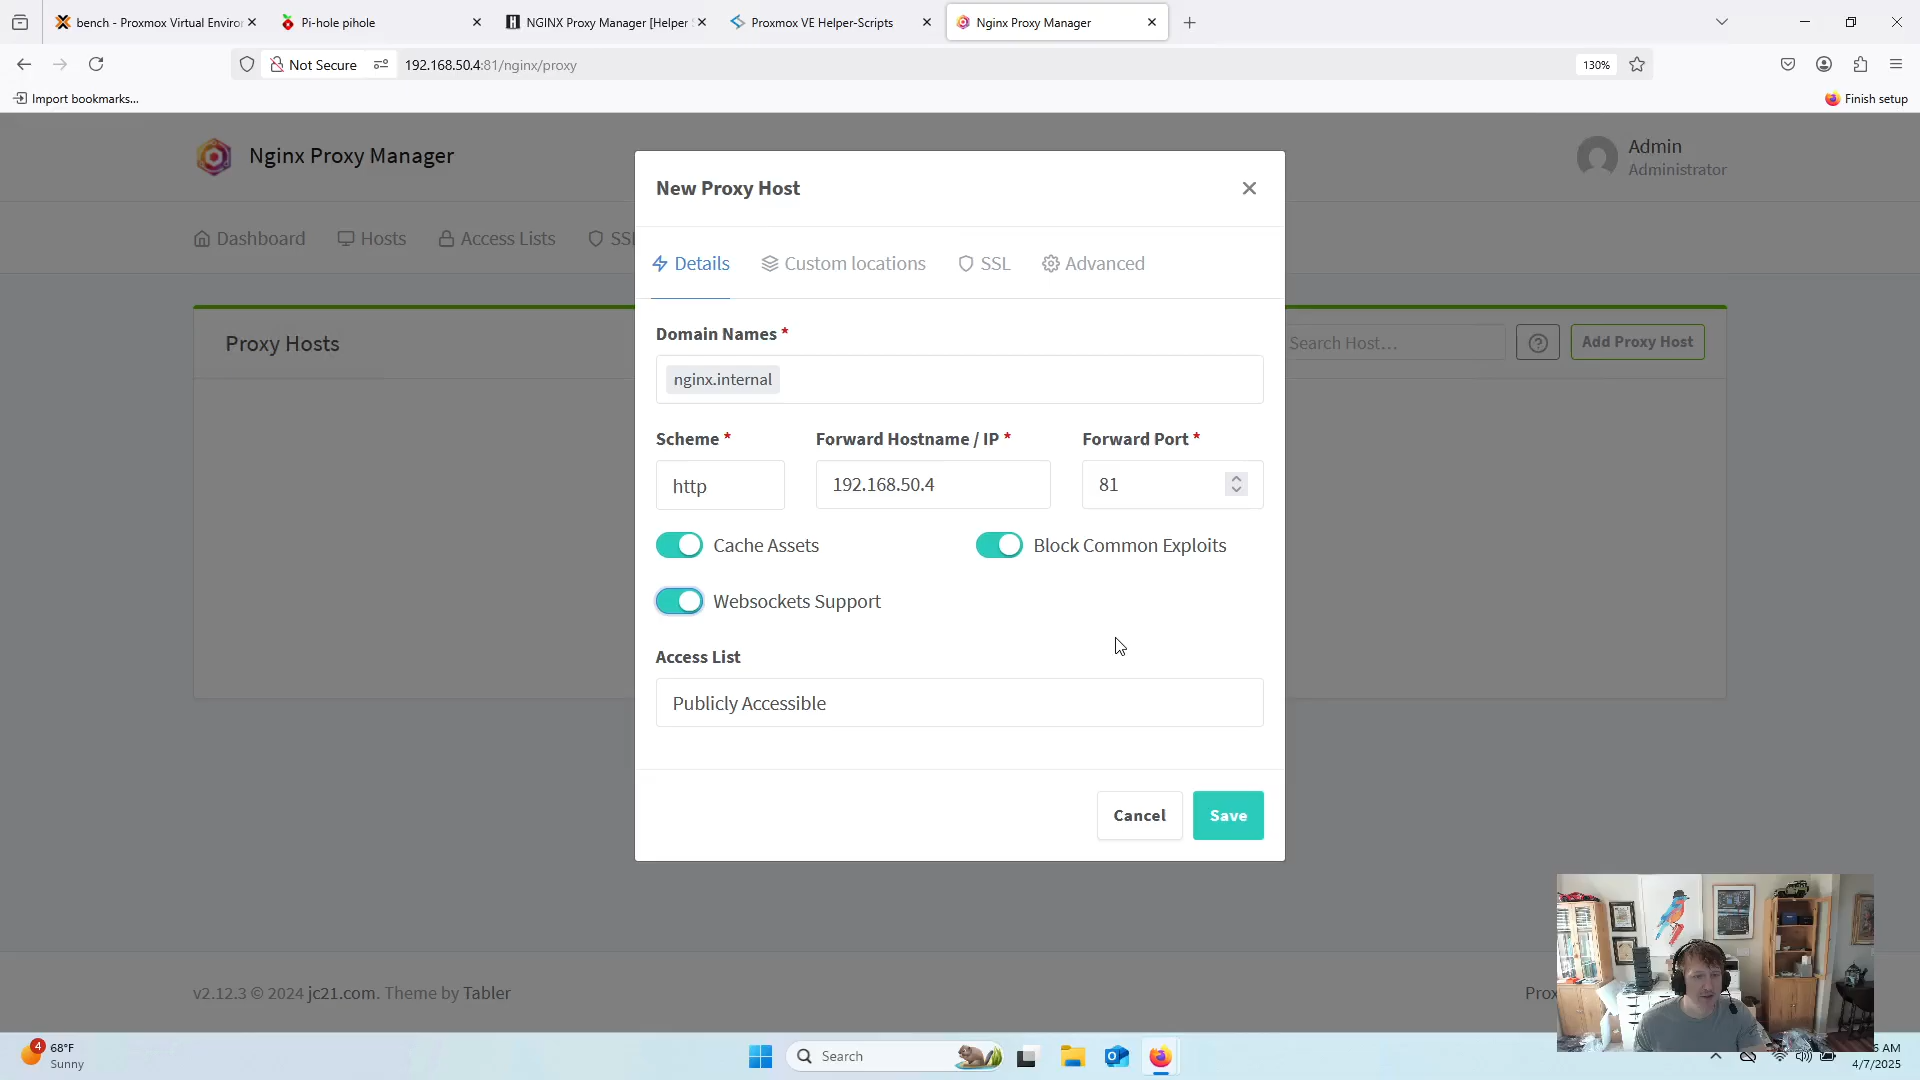 bench - Proxmox Virtual Enviro
Pi-hole pihole
NGINX Proxmox Manager [Helper
Proxmox VE Helper-Scripts
Nginx Proxy Manager
Not Secure
192.168.50.4:81/nginx/proxy
130%
Import bookmarks...
Finish setup
Nginx Proxy Manager
Admin
Administrator
Dashboard
Hosts
Access Lists
SSL
New Proxy Host
Details
Custom locations
SSL
Advanced
Proxy Hosts
Search Host...
Add Proxy Host
Domain Names *
nginx.internal
Scheme *
Forward Hostname / IP *
Forward Port *
http
192.168.50.4
81
Cache Assets
Block Common Exploits
Websockets Support
Access List
Publicly Accessible
Cancel
Save
v2.12.3 © 2024 jc21.com. Theme by Tabler
4
68°F
Sunny
Search
6 AM
4/7/2025